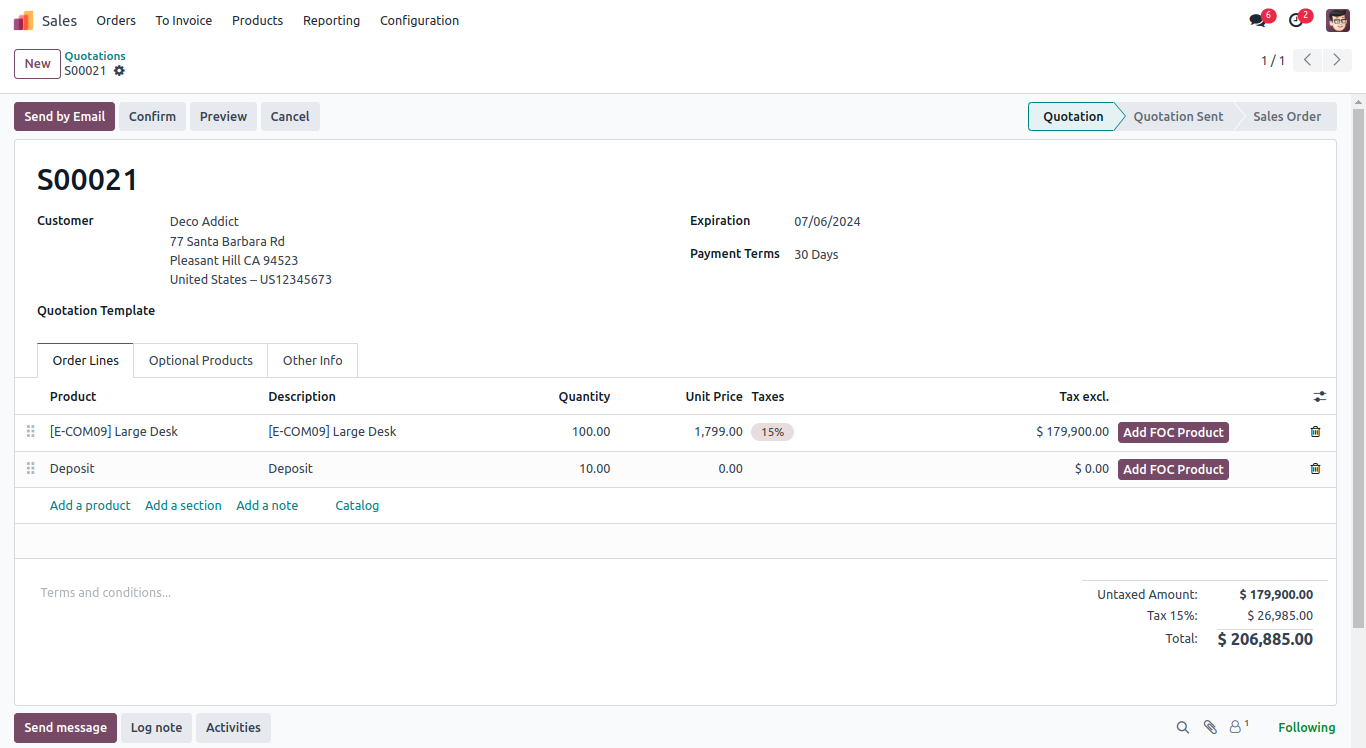 Sales Orders To Invoice Products Reporting Configuration 6 2
New Quotations 1 / 1
S00021
Send by Email Confirm Preview Cancel Quotation Quotation Sent Sales Order
S00021
Customer Deco Addict Expiration 07/06/2024
77 Santa Barbara Rd
Pleasant Hill CA 94523 Payment Terms 30 Days
United States – US12345673
Quotation Template
Order Lines Optional Products Other Info
Product Description Quantity Unit Price Taxes Tax excl.
[E-COM09] Large Desk [E-COM09] Large Desk 100.00 1,799.00 15% $ 179,900.00 Add FOC Product
Deposit Deposit 10.00 0.00 $ 0.00 Add FOC Product
Add a product Add a section Add a note Catalog
Terms and conditions...
Untaxed Amount: $ 179,900.00
Tax 15%: $ 26,985.00
Total: $ 206,885.00
Send message Log note Activities 1 Following